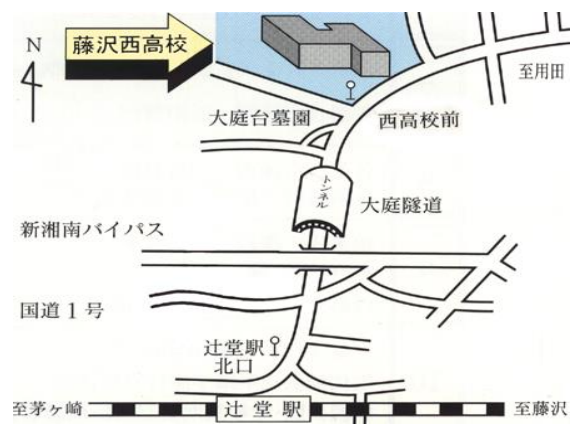 N
藤沢西高校
至用田
大庭台墓園
西高校前
トンネル
大庭隧道
新湘南バイパス
国道1号
辻堂駅
北口
至茅ヶ崎
辻堂駅
至藤沢